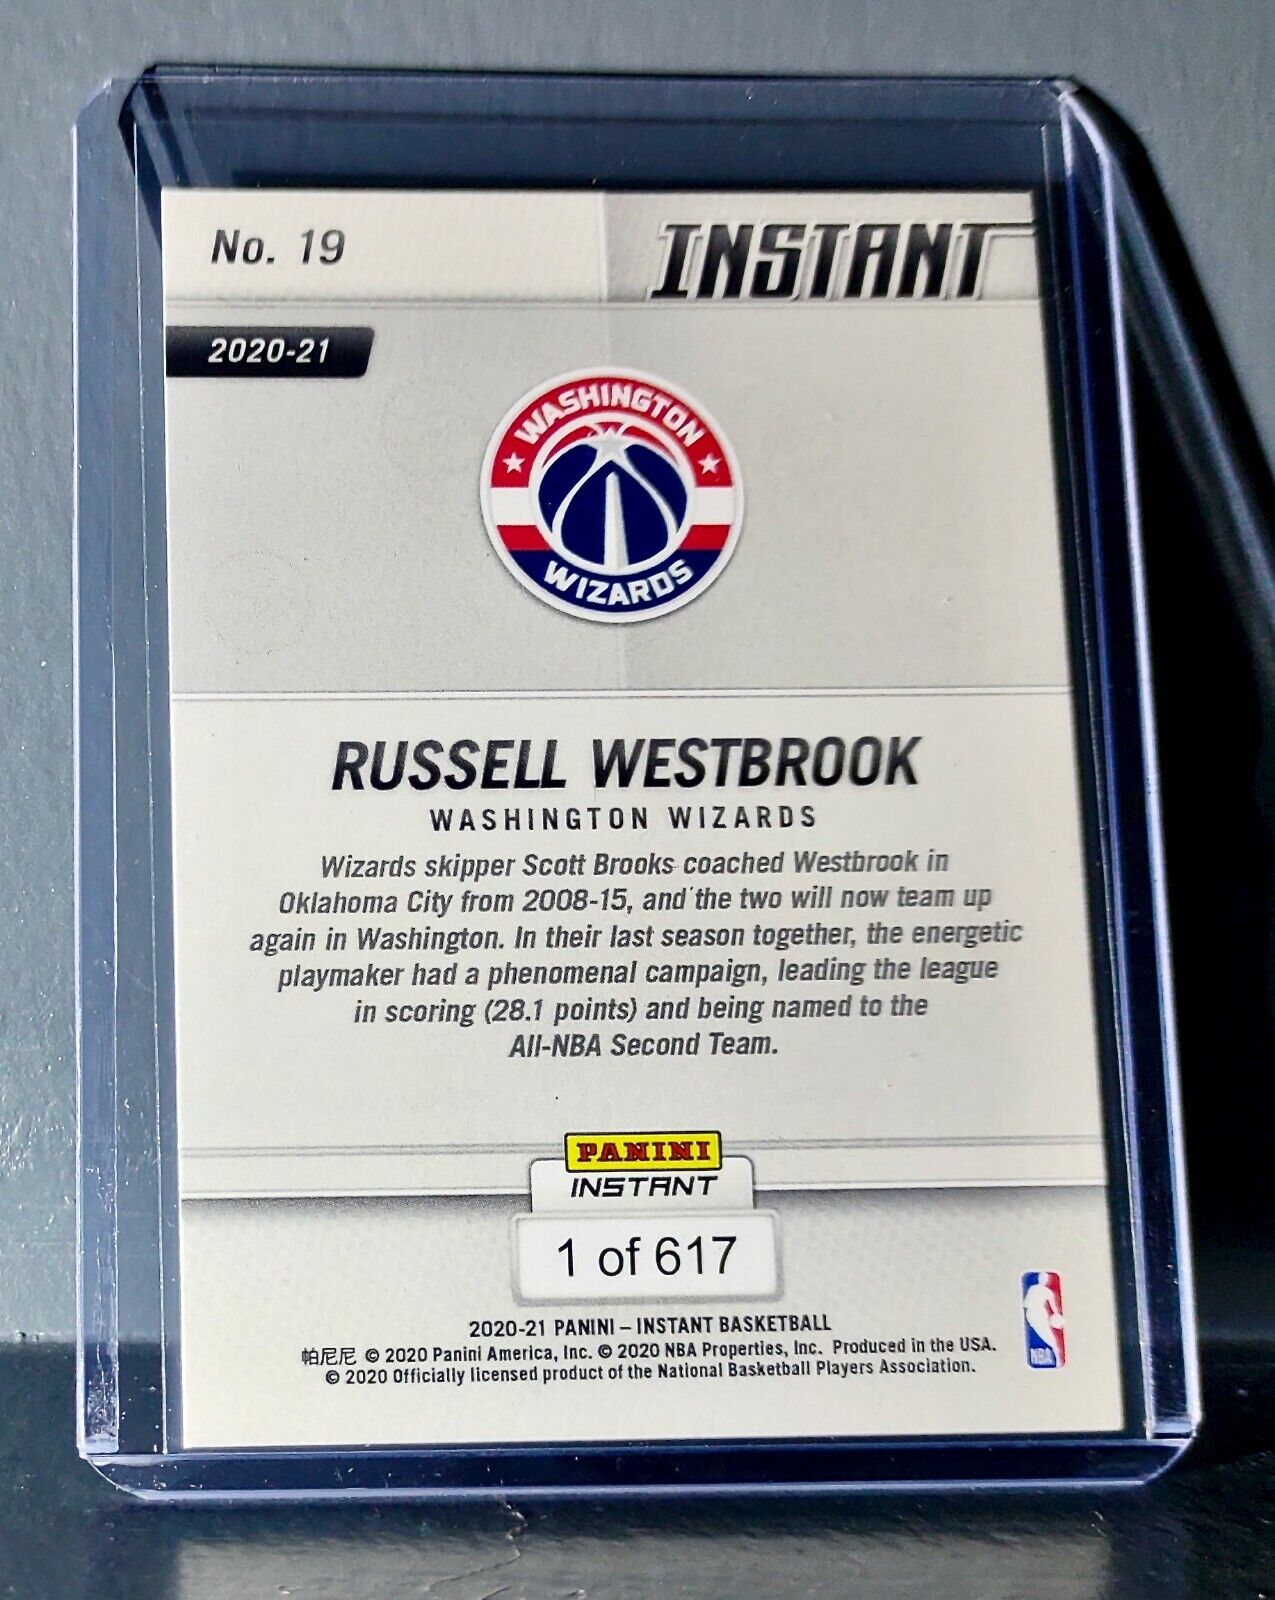 No. 19
INSTANT
2020-21
WASHINGTON
WIZARDS
RUSSELL WESTBROOK
WASHINGTON WIZARDS
Wizards skipper Scott Brooks coached Westbrook in
Oklahoma City from 2008-15, and the two will now team up
again in Washington. In their last season together, the energetic
playmaker had a phenomenal campaign, leading the league
in scoring (28.1 points) and being named to the
All-NBA Second Team.
PANINI
INSTANT
1 of 617
2020-21 PANINI – INSTANT BASKETBALL
帕尼尼 © 2020 Panini America, Inc. © 2020 NBA Properties, Inc. Produced in the USA.
© 2020 Officially licensed product of the National Basketball Players Association.
NBA